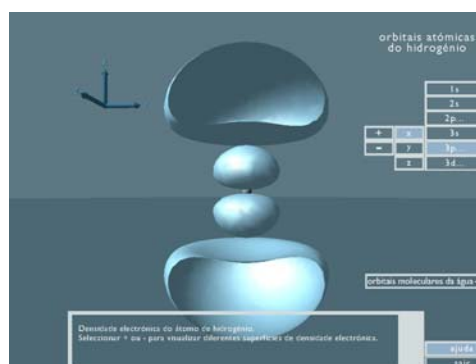 orbitais atómicas
do hidrogénio
1s
2s
2p...
+ x 3s
- y 3p...
z 3d...
orbitais moleculares da água
Densidade electrónica do átomo de hidrogénio.
Seleccionar + ou - para visualizar diferentes superfícies de densidade electrónica.
ajuda
sair